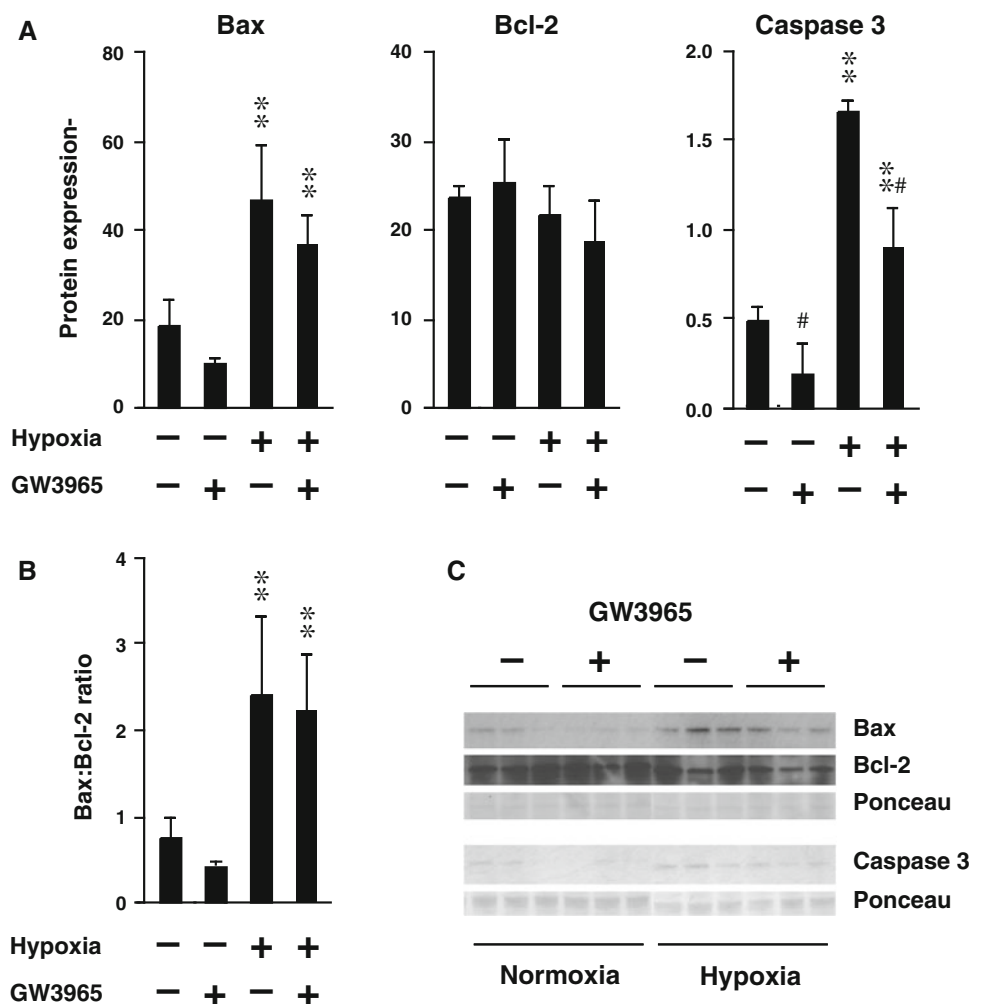 A
Bax
Bcl-2
Caspase 3
Protein expression-
80
60
40
20
0
**
**
40
30
20
10
0
2.0
1.5
1.0
0.5
0.0
#
**
**#
Hypoxia − − + +
− − + +
− − + +
GW3965 − + − +
− + − +
− + − +
B
Bax:Bcl-2 ratio
4
3
2
1
0
**
**
Hypoxia − − + +
GW3965 − + − +
C
GW3965
− + − +
Bax
Bcl-2
Ponceau
Caspase 3
Ponceau
Normoxia Hypoxia